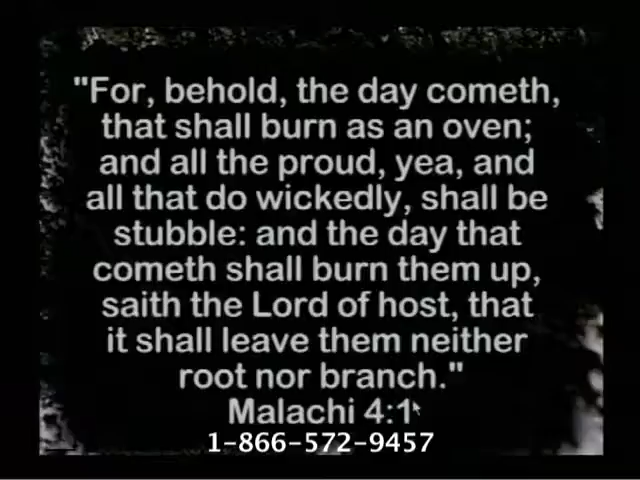 "For, behold, the day cometh,
that shall burn as an oven;
and all the proud, yea, and
all that do wickedly, shall be
stubble: and the day that
cometh shall burn them up,
saith the Lord of host, that
it shall leave them neither
root nor branch."
Malachi 4:1
1-866-572-9457